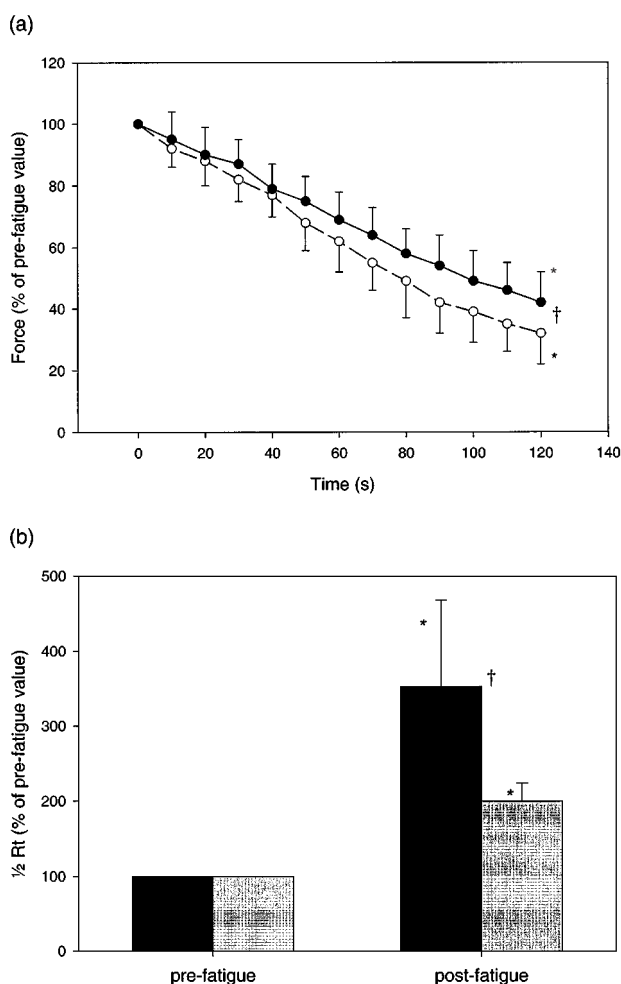 (a)
Force (% of pre-fatigue value)
120
100
80
60
40
20
0
*
†
*
0 20 40 60 80 100 120 140
Time (s)
(b)
½ Rt (% of pre-fatigue value)
500
400
300
200
100
0
*
†
*
pre-fatigue post-fatigue